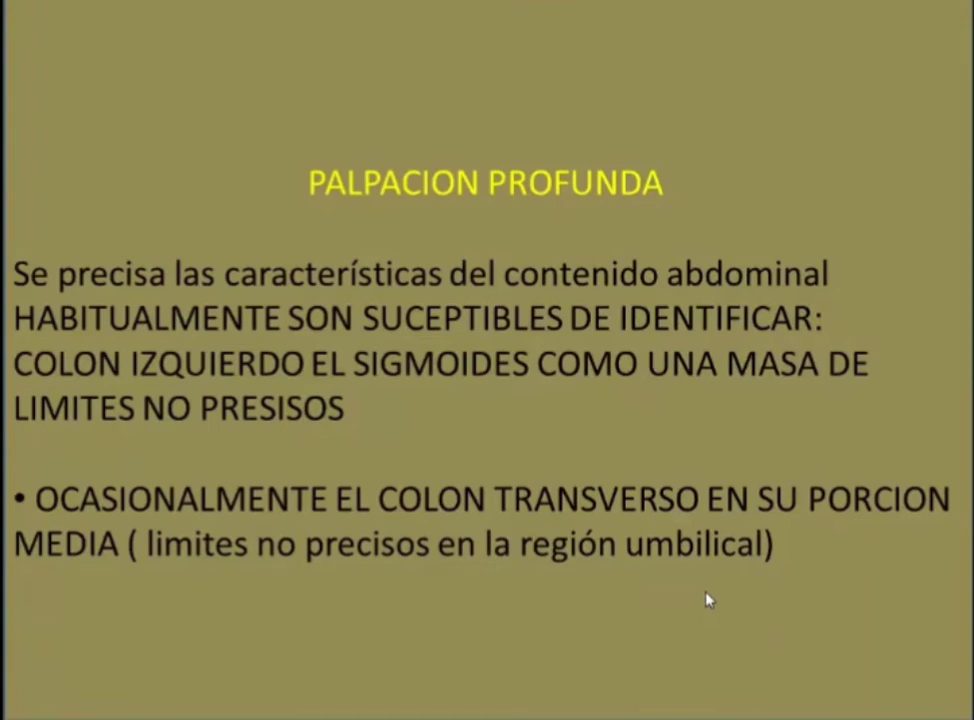 PALPACION PROFUNDA
Se precisa las características del contenido abdominal
HABITUALMENTE SON SUCEPTIBLES DE IDENTIFICAR:
COLON IZQUIERDO EL SIGMOIDES COMO UNA MASA DE
LIMITES NO PRESISOS
• OCASIONALMENTE EL COLON TRANSVERSO EN SU PORCION
MEDIA ( limites no precisos en la región umbilical)